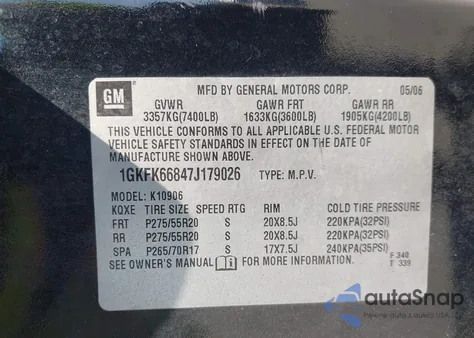 GM
MFD BY GENERAL MOTORS CORP. 05/06
GVWR GAWR FRT GAWR RR
3357KG(7400LB) 1633KG(3600LB) 1905KG(4200LB)
THIS VEHICLE CONFORMS TO ALL APPLICABLE U.S. FEDERAL MOTOR
VEHICLE SAFETY STANDARDS IN EFFECT ON THE DATE OF
MANUFACTURE SHOWN ABOVE.
1GKFK66847J179026 TYPE: M.P.V.
MODEL: K10906
KQXE TIRE SIZE SPEED RTG RIM COLD TIRE PRESSURE
FRT P275/55R20 S 20X8.5J 220KPA(32PSI)
RR P275/55R20 S 20X8.5J 220KPA(32PSI)
SPA P265/70R17 S 17X7.5J 240KPA(35PSI)
SEE OWNER'S MANUAL FOR MORE INFORMATION. F 340
T 339
autoSnap